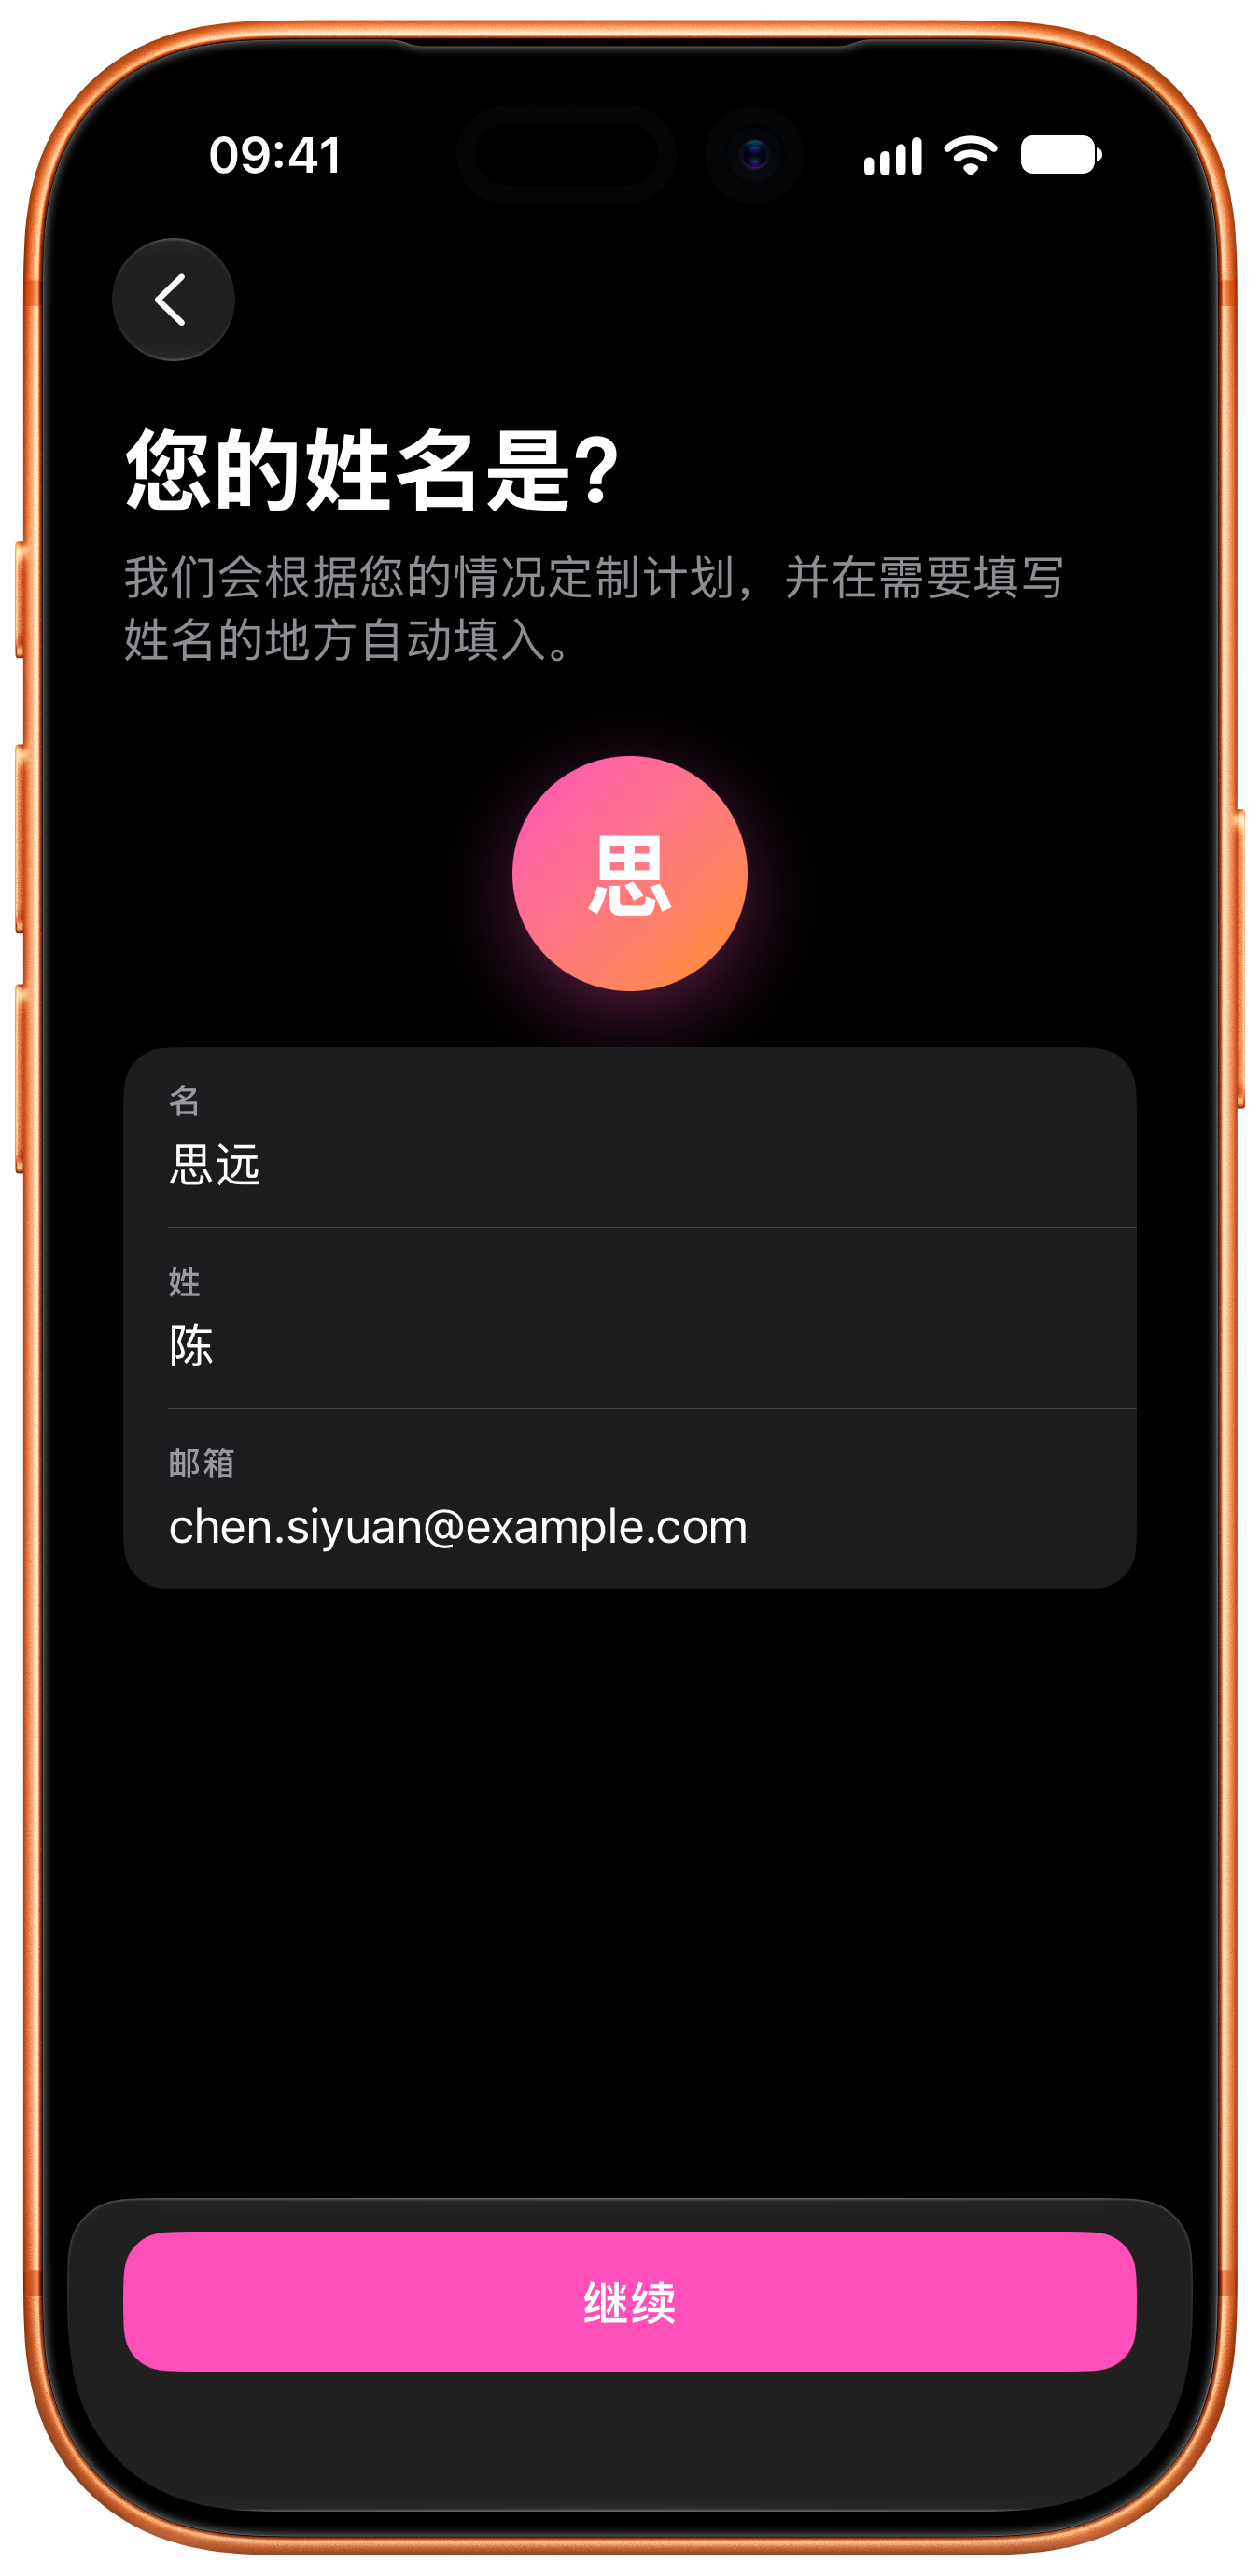 09:41
您的姓名是?
我们会根据您的情况定制计划，并在需要填写
姓名的地方自动填入。
思
名
思远
姓
陈
邮箱
chen.siyuan@example.com
继续